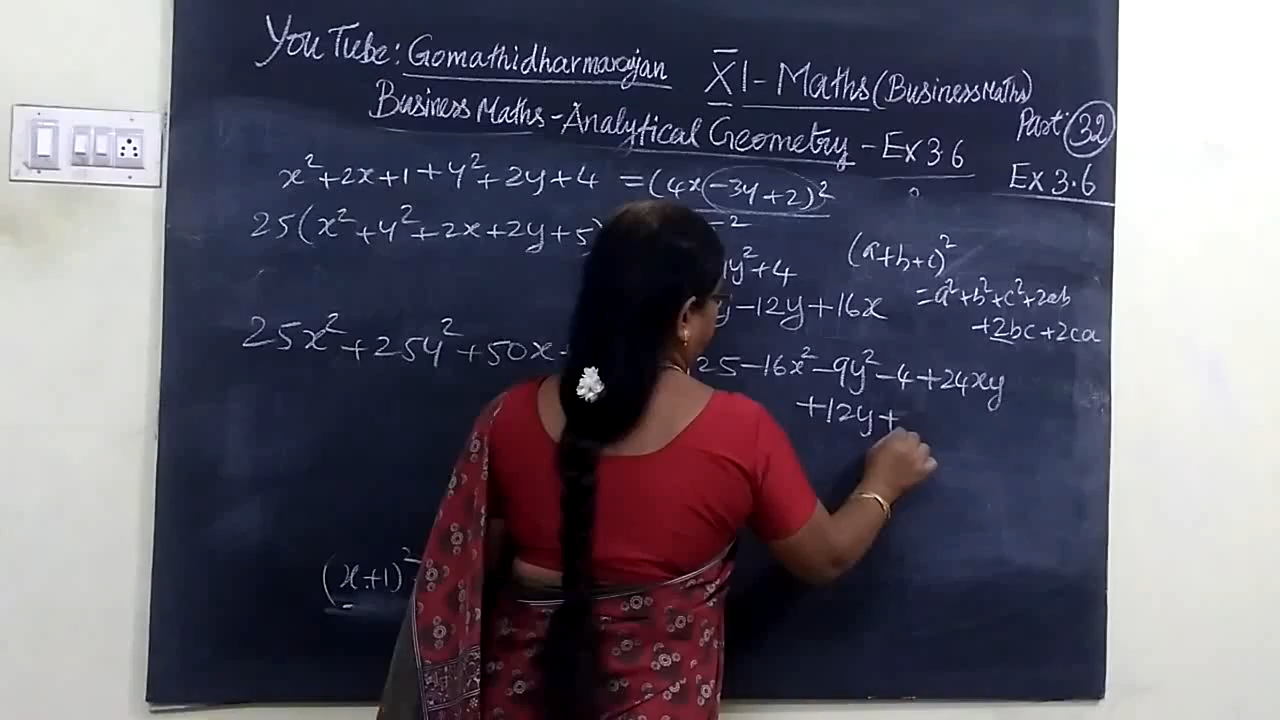 YouTube: Gomathidharmarajan
XI - Maths (Business Maths)
Business Maths - Analytical Geometry - Ex 3.6
Part 32
Ex 3.6
x²+2x+1+y²+2y+4 = (4x-3y+2)²
25(x²+y²+2x+2y+5)
y²+4
y-12y+16x
(a+b+c)²
=a²+b²+c²+2ab
+2bc+2ca
25x²+25y²+50x
25-16x²-9y²-4+24xy
+12y+
(x+1)²